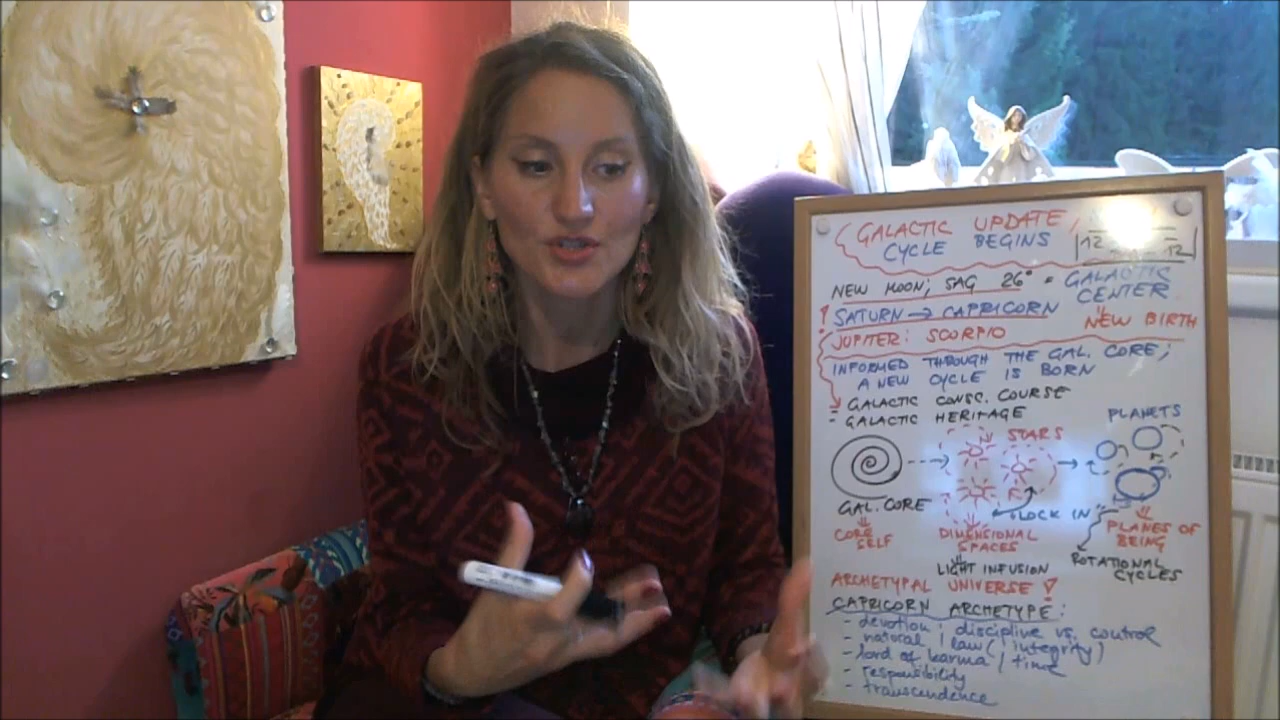 GALACTIC UPDATE /
CYCLE BEGINS |12 12|
NEW MOON; SAG 26° = GALACTIC CENTER
! SATURN → CAPRICORN
NEW BIRTH
JUPITER: SCORPIO
INFORMED THROUGH THE GAL. CORE;
A NEW CYCLE IS BORN
- GALACTIC CONSC. COURSE
- GALACTIC HERITAGE
PLANETS
STARS
GAL. CORE
LOCK IN
CORE SELF
DIMENSIONAL SPACES
PLANES OF BEING
LIGHT INFUSION
ROTATIONAL CYCLES
ARCHETYPAL UNIVERSE !
CAPRICORN ARCHETYPE:
- devotion; discipline vs. control
- natural law (integrity)
- lord of karma / time
- responsibility
- transcendence